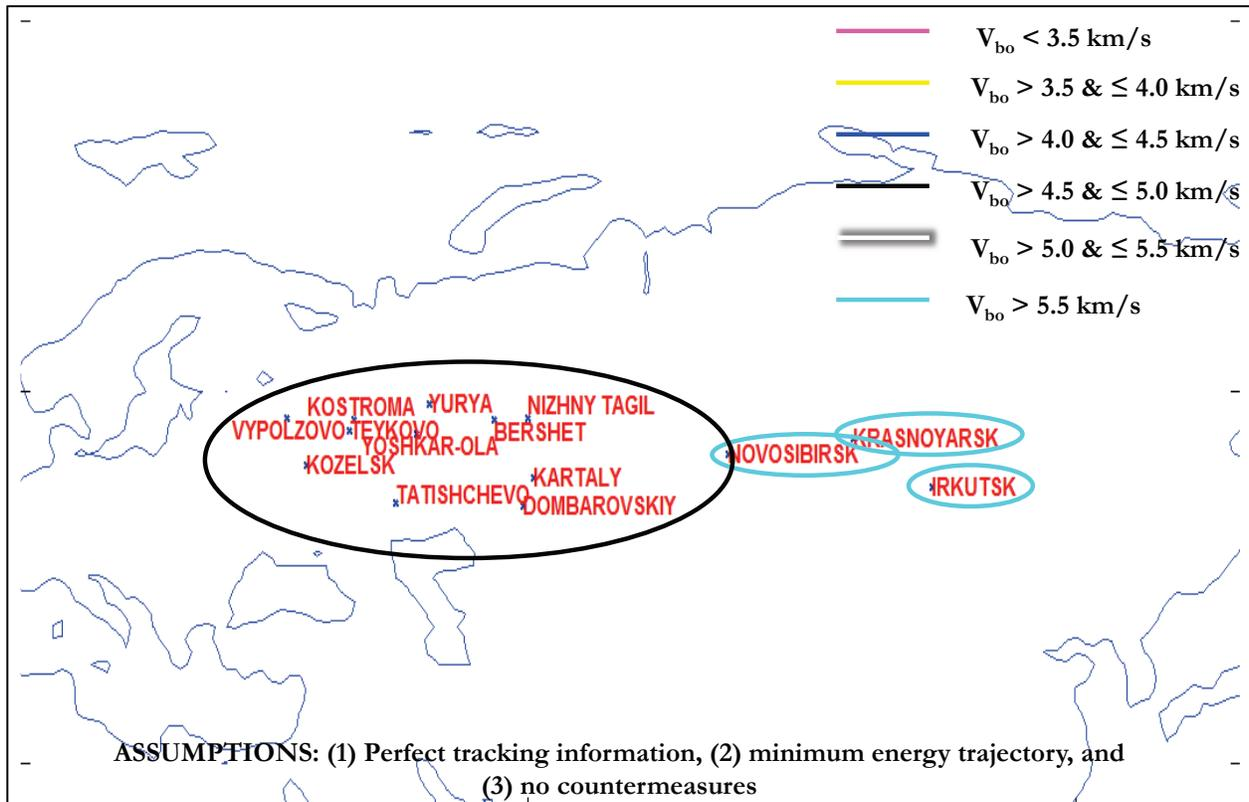 V_bo < 3.5 km/s
V_bo > 3.5 & ≤ 4.0 km/s
V_bo > 4.0 & ≤ 4.5 km/s
V_bo > 4.5 & ≤ 5.0 km/s
V_bo > 5.0 & ≤ 5.5 km/s
V_bo > 5.5 km/s
KOSTROMA
YURYA
NIZHNY TAGIL
VYPOLZOVO
TEYKOVO
BERSHET
YOSHKAR-OLA
KRASNOYARSK
NOVOSIBIRSK
KOZELSK
KARTALY
IRKUTSK
TATISHCHEVO
DOMBAROVSKIY
ASSUMPTIONS: (1) Perfect tracking information, (2) minimum energy trajectory, and
(3) no countermeasures